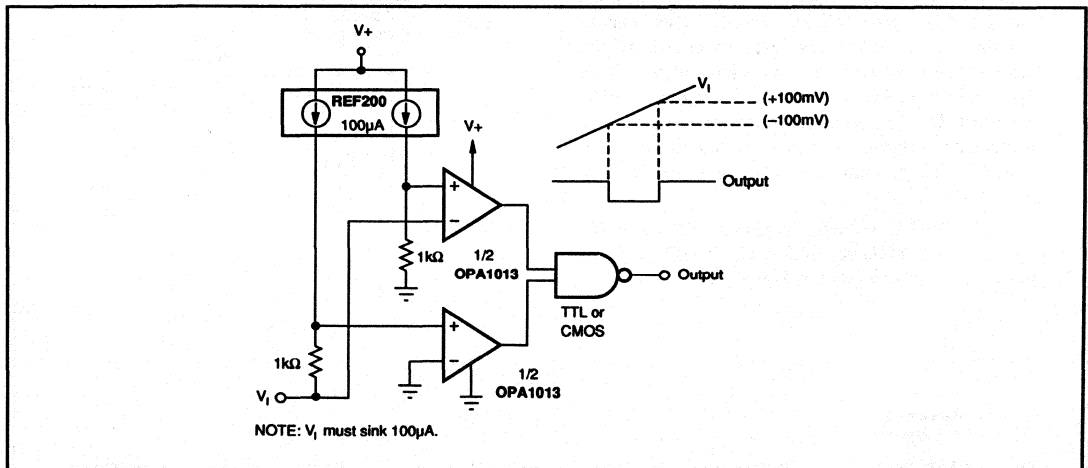 V+
REF200
100µA
V+
+
–
1kΩ
1/2
OPA1013
+
–
1kΩ
1/2
OPA1013
V_I
TTL or
CMOS
Output
V_I
(+100mV)
(–100mV)
Output
NOTE: V_I must sink 100µA.